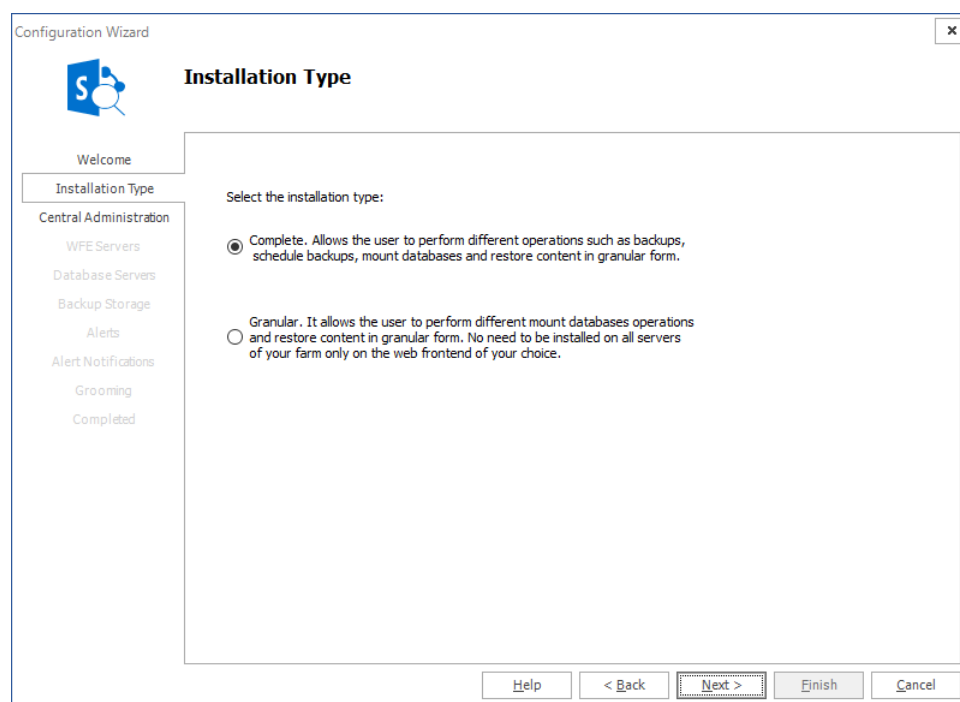 Configuration Wizard
S
Installation Type
Welcome
Installation Type
Central Administration
WFE Servers
Database Servers
Backup Storage
Alerts
Alert Notifications
Grooming
Completed
Select the installation type:
Complete. Allows the user to perform different operations such as backups,
schedule backups, mount databases and restore content in granular form.
Granular. It allows the user to perform different mount databases operations
and restore content in granular form. No need to be installed on all servers
of your farm only on the web frontend of your choice.
Help
< Back
Next >
Finish
Cancel